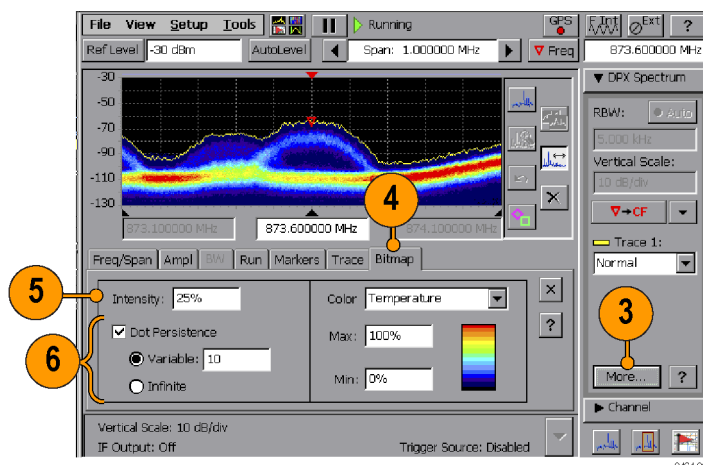 File View Setup Tools Running GPS F Int Ext ?
Ref Level -30 dBm AutoLevel Span: 1.000000 MHz Freq 873.600000 MHz
-30
-50
-70
-90
-110
-130
873.100000 MHz 873.600000 MHz 874.100000 MHz
4
Freq/Span Ampl BW Run Markers Trace Bitmap
5
Intensity: 25%
6
Dot Persistence
Variable: 10
Infinite
Color Temperature
Max: 100%
Min: 0%
×
?
Vertical Scale: 10 dB/div
IF Output: Off Trigger Source: Disabled
DPX Spectrum
RBW: Auto
5.000 kHz
Vertical Scale:
10 dB/div
→CF
Trace 1:
Normal
3
More... ?
Channel